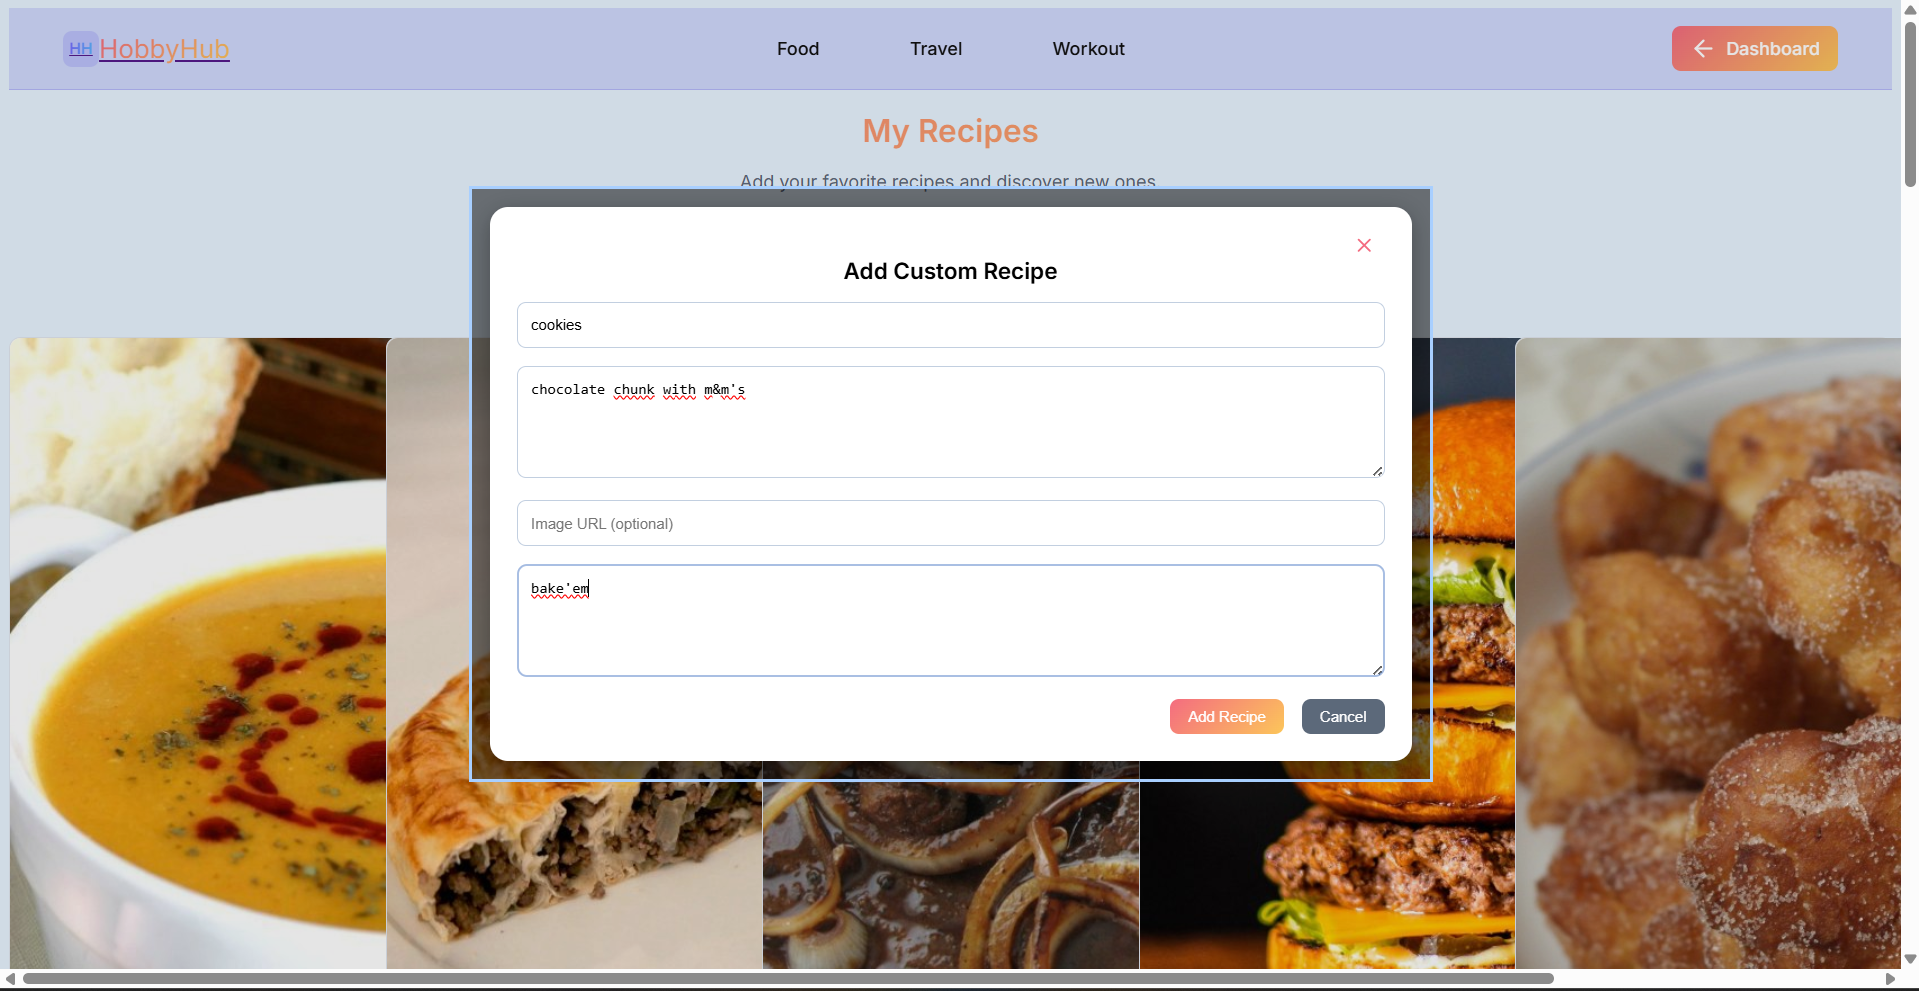 HH HobbyHub
Food Travel Workout
Dashboard
My Recipes
Add your favorite recipes and discover new ones
Add Custom Recipe
cookies
chocolate chunk with m&m's
Image URL (optional)
bake'em
Add Recipe
Cancel